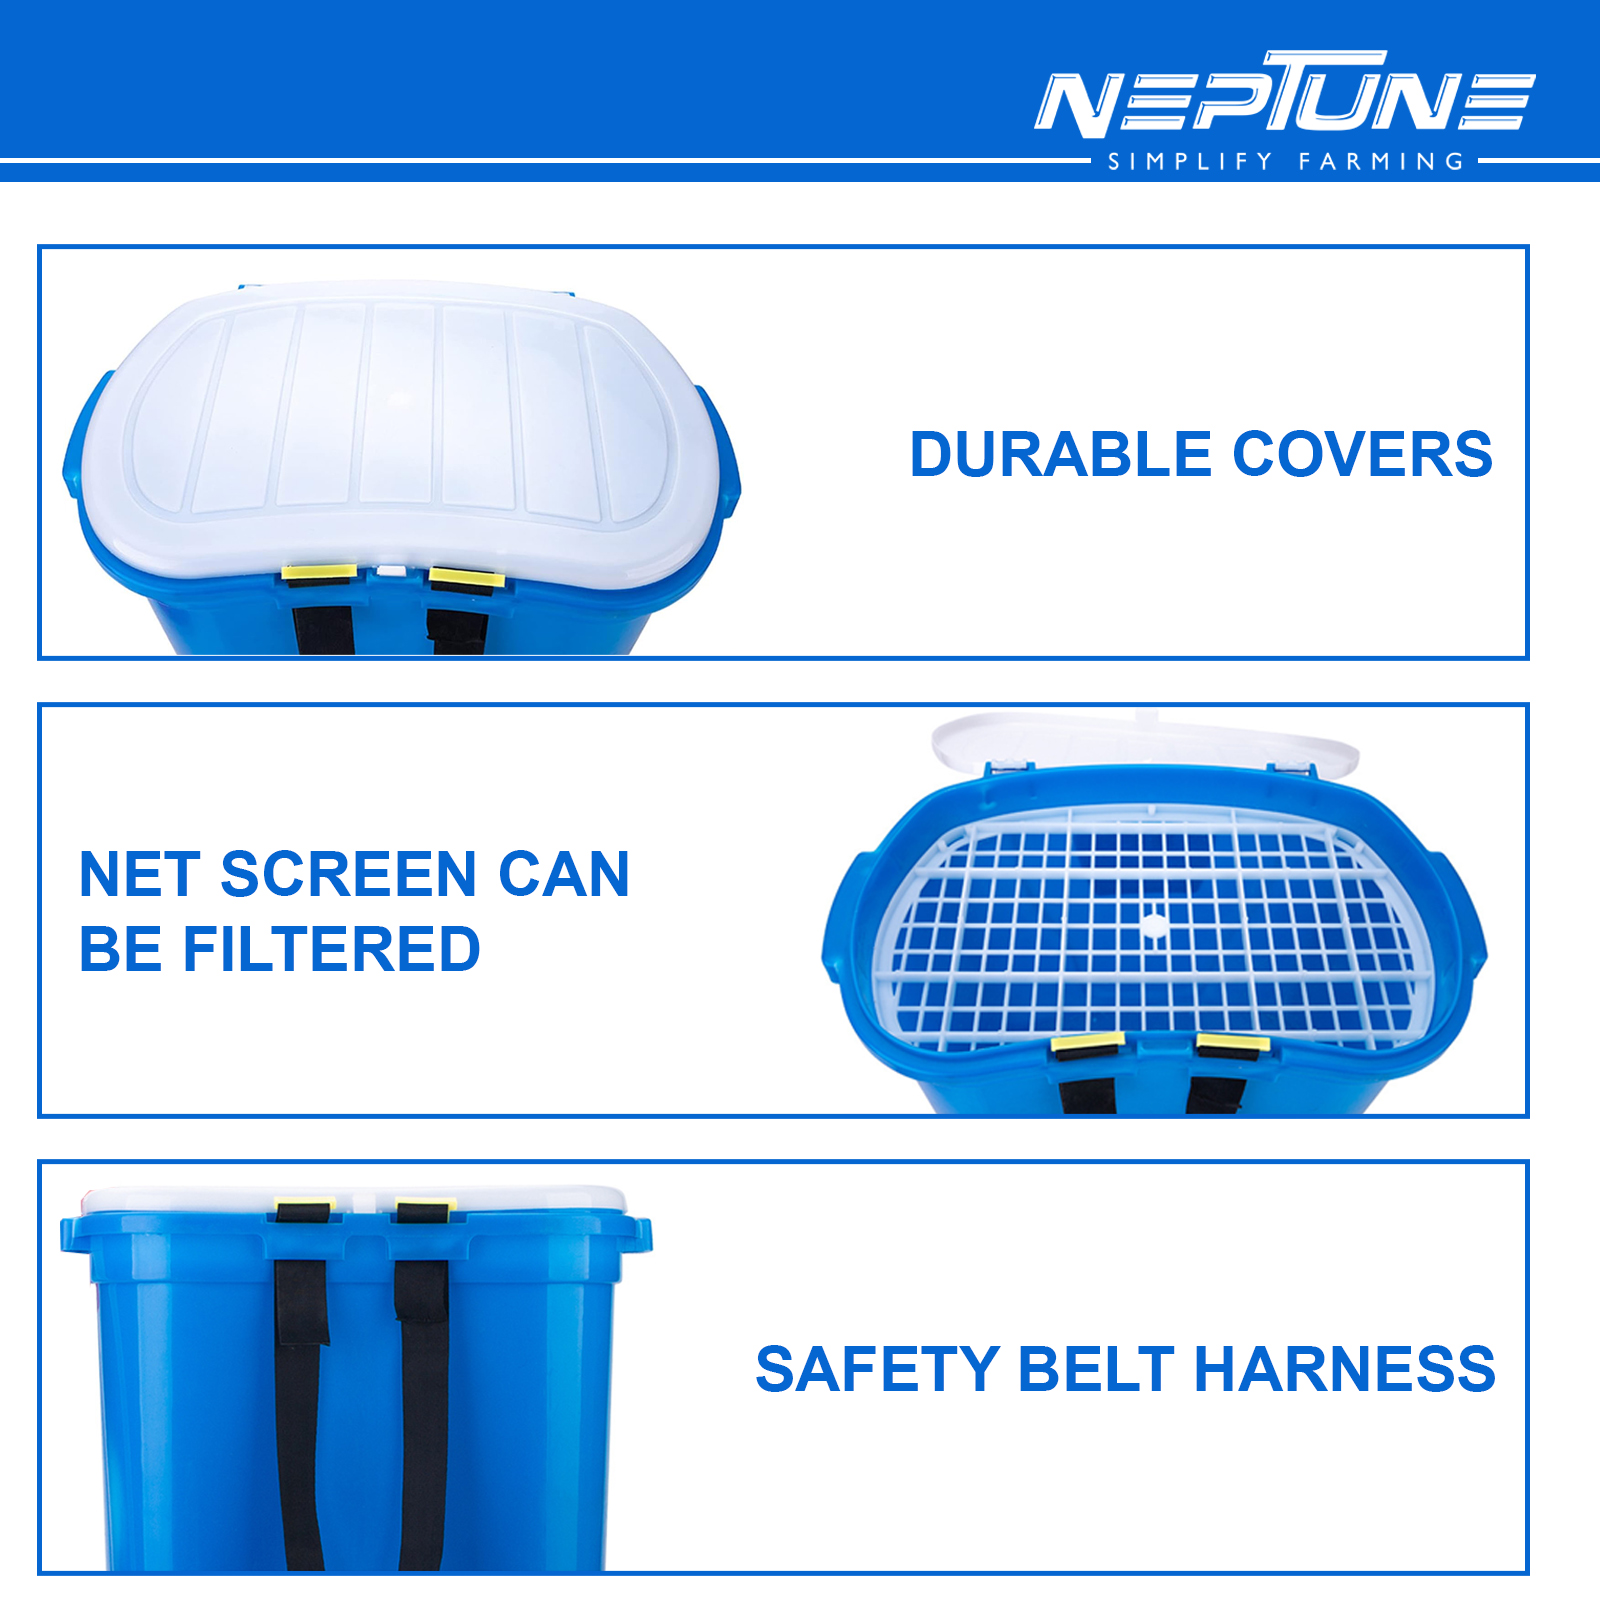 NEPTUNE
SIMPLIFY FARMING
DURABLE COVERS
NET SCREEN CAN
BE FILTERED
SAFETY BELT HARNESS